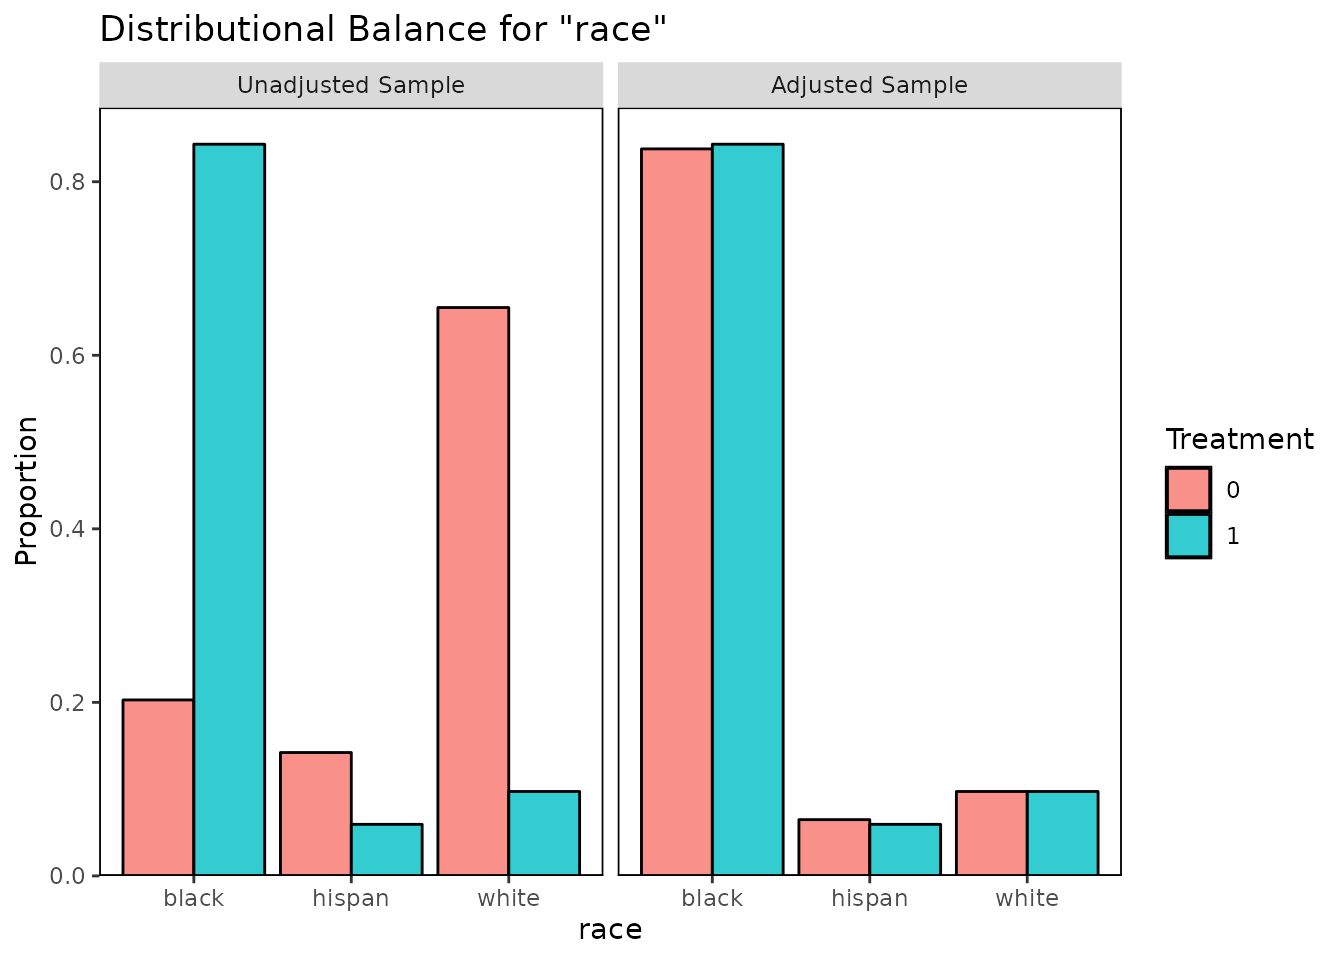 Distributional Balance for "race"
Unadjusted Sample
Adjusted Sample
Proportion
0.8
0.6
0.4
0.2
0.0
black
hispan
white
black
hispan
white
race
Treatment
0
1